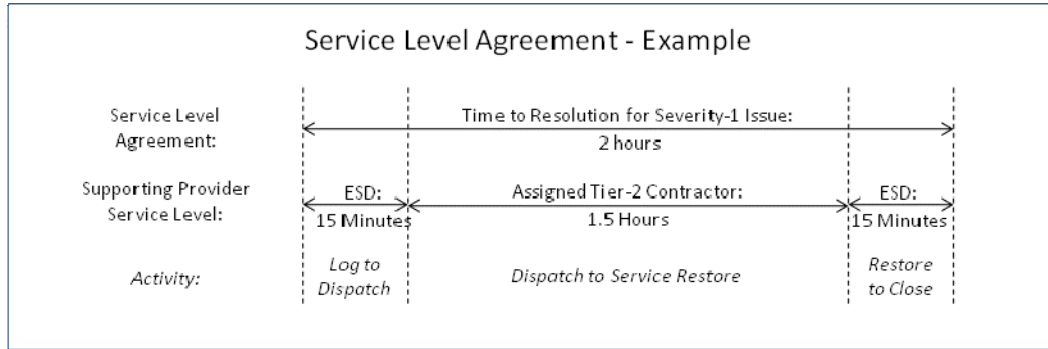 Service Level Agreement - Example
Service Level
Agreement:
Time to Resolution for Severity-1 Issue:
2 hours
Supporting Provider
Service Level:
ESD:
15 Minutes
Assigned Tier-2 Contractor:
1.5 Hours
ESD:
15 Minutes
Activity:
Log to
Dispatch
Dispatch to Service Restore
Restore
to Close